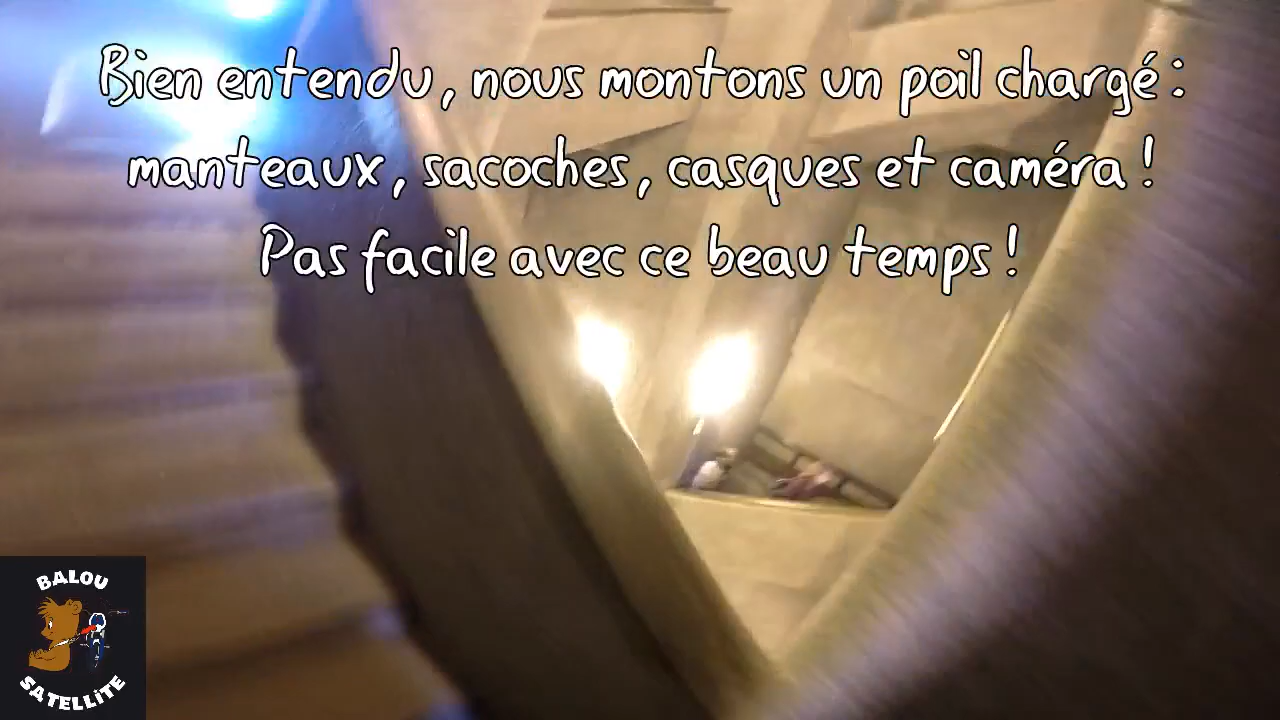 Bien entendu, nous montons un poil chargé :
manteaux, sacoches, casques et caméra !
Pas facile avec ce beau temps !
BALOU
SATELLiTE